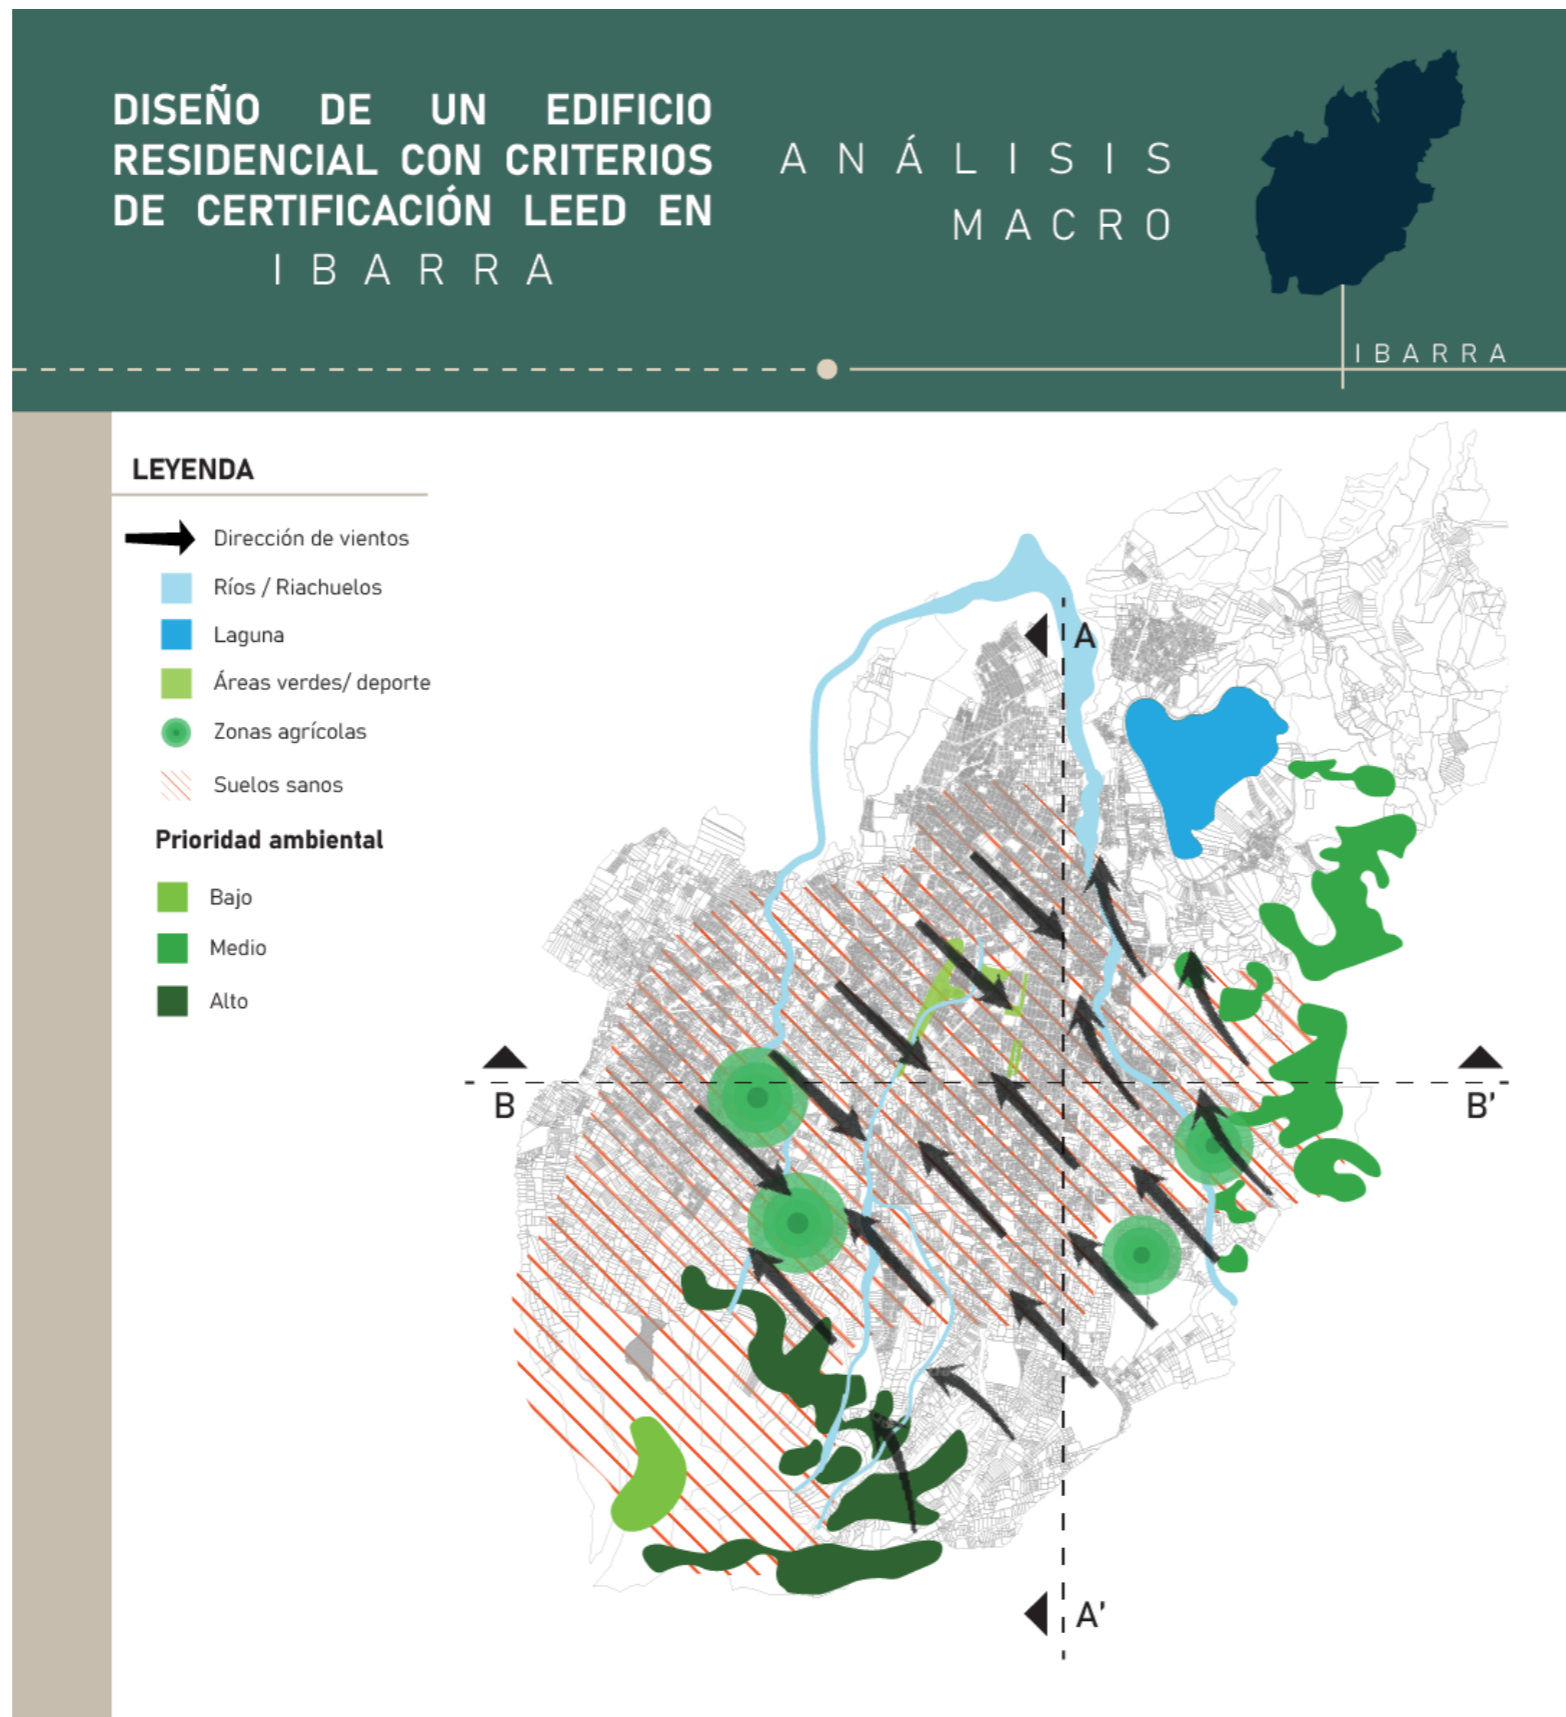 DISEÑO DE UN EDIFICIO
RESIDENCIAL CON CRITERIOS
DE CERTIFICACIÓN LEED EN
IBARRA
ANÁLISIS
MACRO
IBARRA
LEYENDA
Dirección de vientos
Ríos / Riachuelos
Laguna
Áreas verdes/ deporte
Zonas agrícolas
Suelos sanos
Prioridad ambiental
Bajo
Medio
Alto
A
B
B'
A'